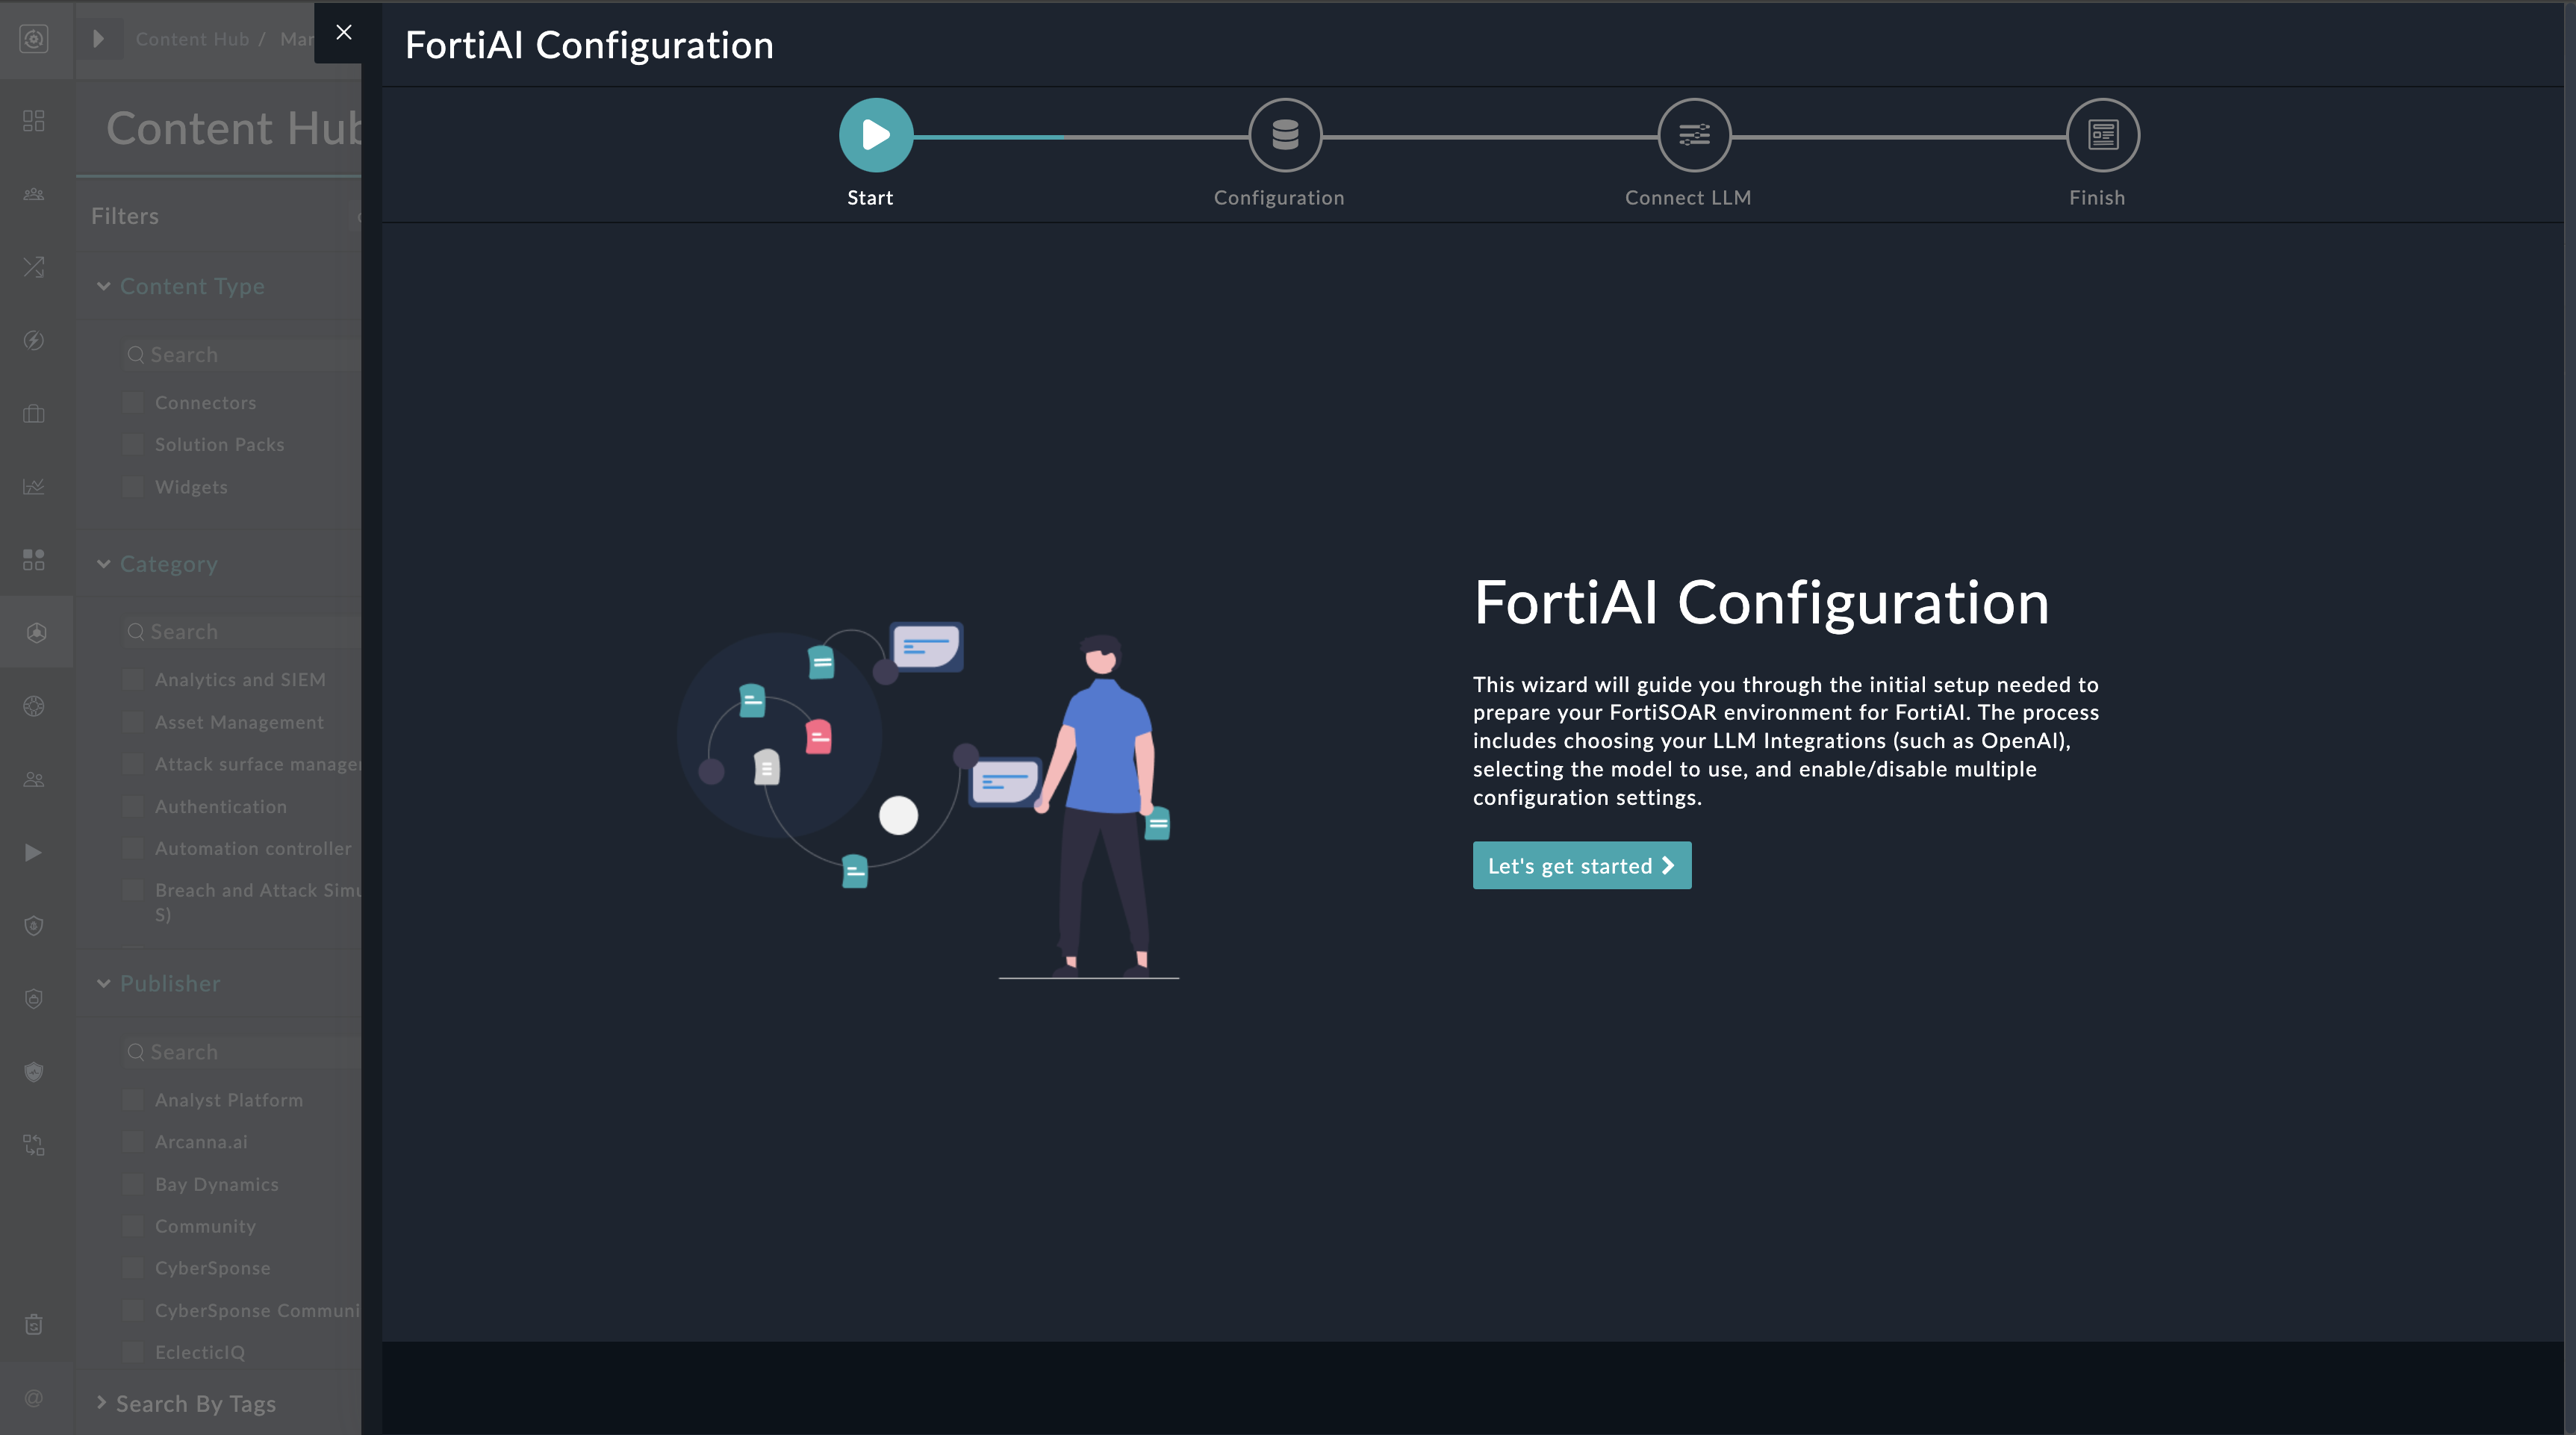 Content Hub /
FortiAI Configuration
Content Hub
Start
Configuration
Connect LLM
Finish
Filters
Content Type
Search
Connectors
Solution Packs
Widgets
Category
Search
Analytics and SIEM
Asset Management
Attack surface
Authentication
Automation controller
Breach and Attack
S)
Publisher
Search
Analyst Platform
Arcanna.ai
Bay Dynamics
Community
CyberSponse
CyberSponse
EclecticIQ
Search By Tags
FortiAI Configuration
This wizard will guide you through the initial setup needed to
prepare your FortiSOAR environment for FortiAI. The process
includes choosing your LLM Integrations (such as OpenAI),
selecting the model to use, and enable/disable multiple
configuration settings.
Let's get started